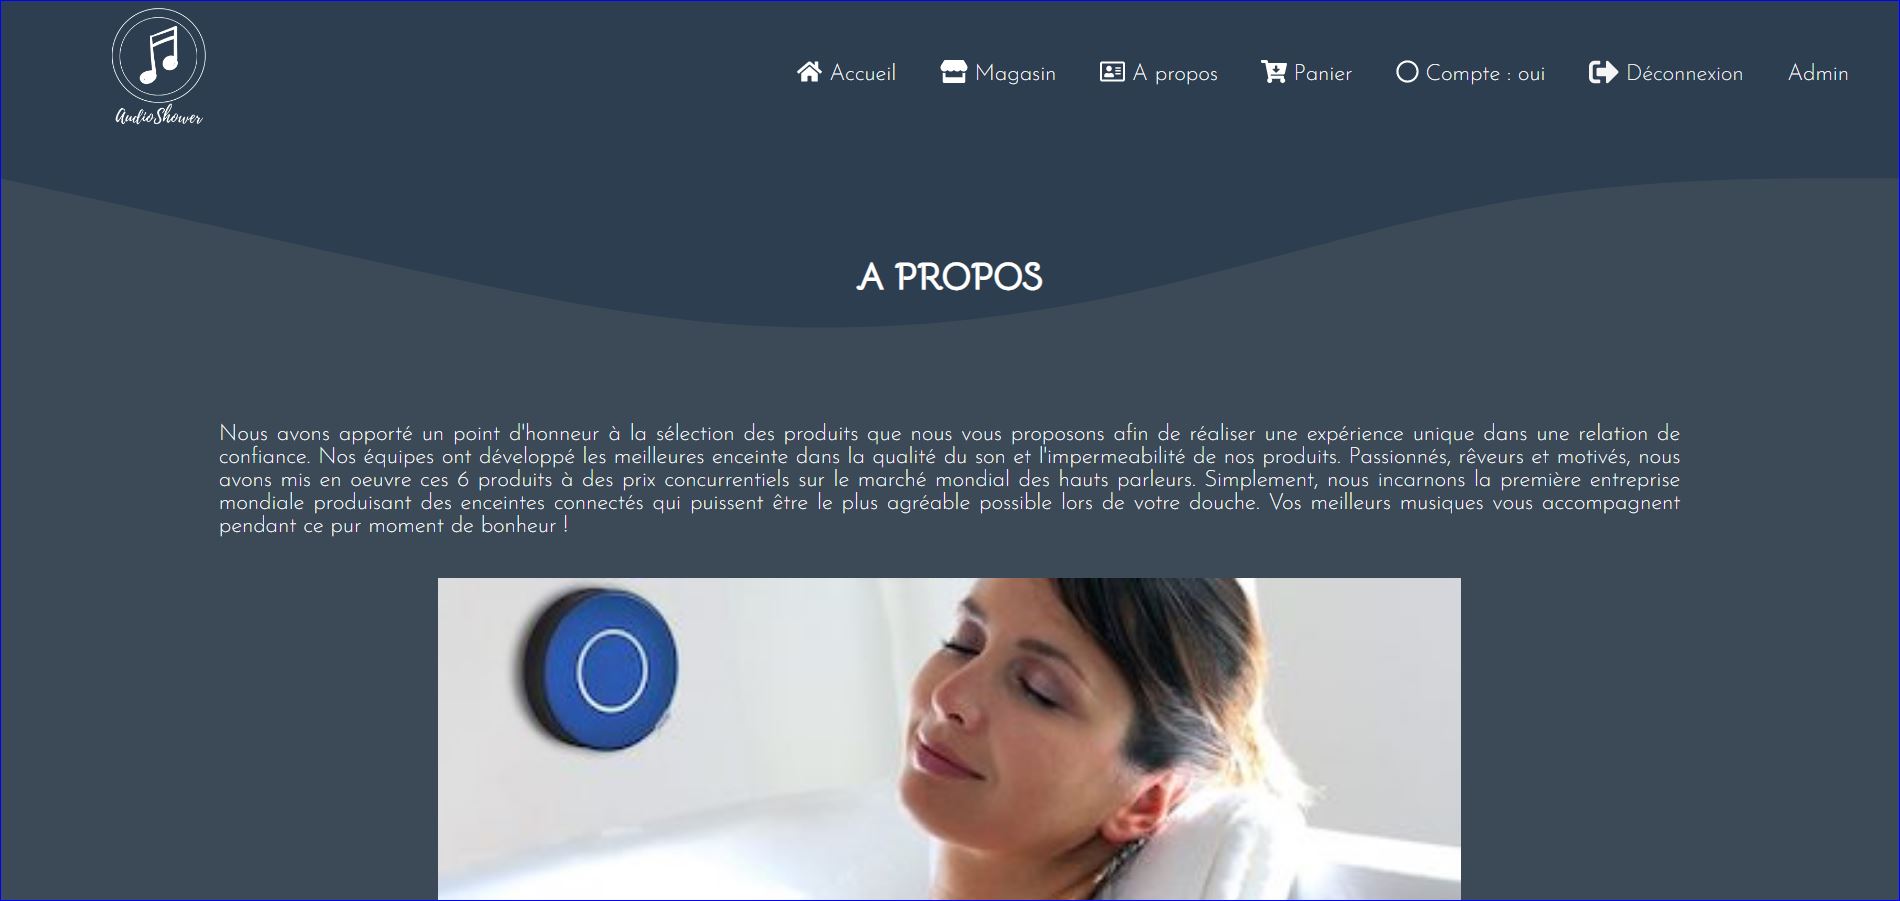 AudioShower
Accueil
Magasin
A propos
Panier
Compte : oui
Déconnexion
Admin
A PROPOS
Nous avons apporté un point d'honneur à la sélection des produits que nous vous proposons afin de réaliser une expérience unique dans une relation de
confiance. Nos équipes ont développé les meilleures enceinte dans la qualité du son et l'impermeabilité de nos produits. Passionnés, rêveurs et motivés, nous
avons mis en oeuvre ces 6 produits à des prix concurrentiels sur le marché mondial des hauts parleurs. Simplement, nous incarnons la première entreprise
mondiale produisant des enceintes connectés qui puissent être le plus agréable possible lors de votre douche. Vos meilleurs musiques vous accompagnent
pendant ce pur moment de bonheur !